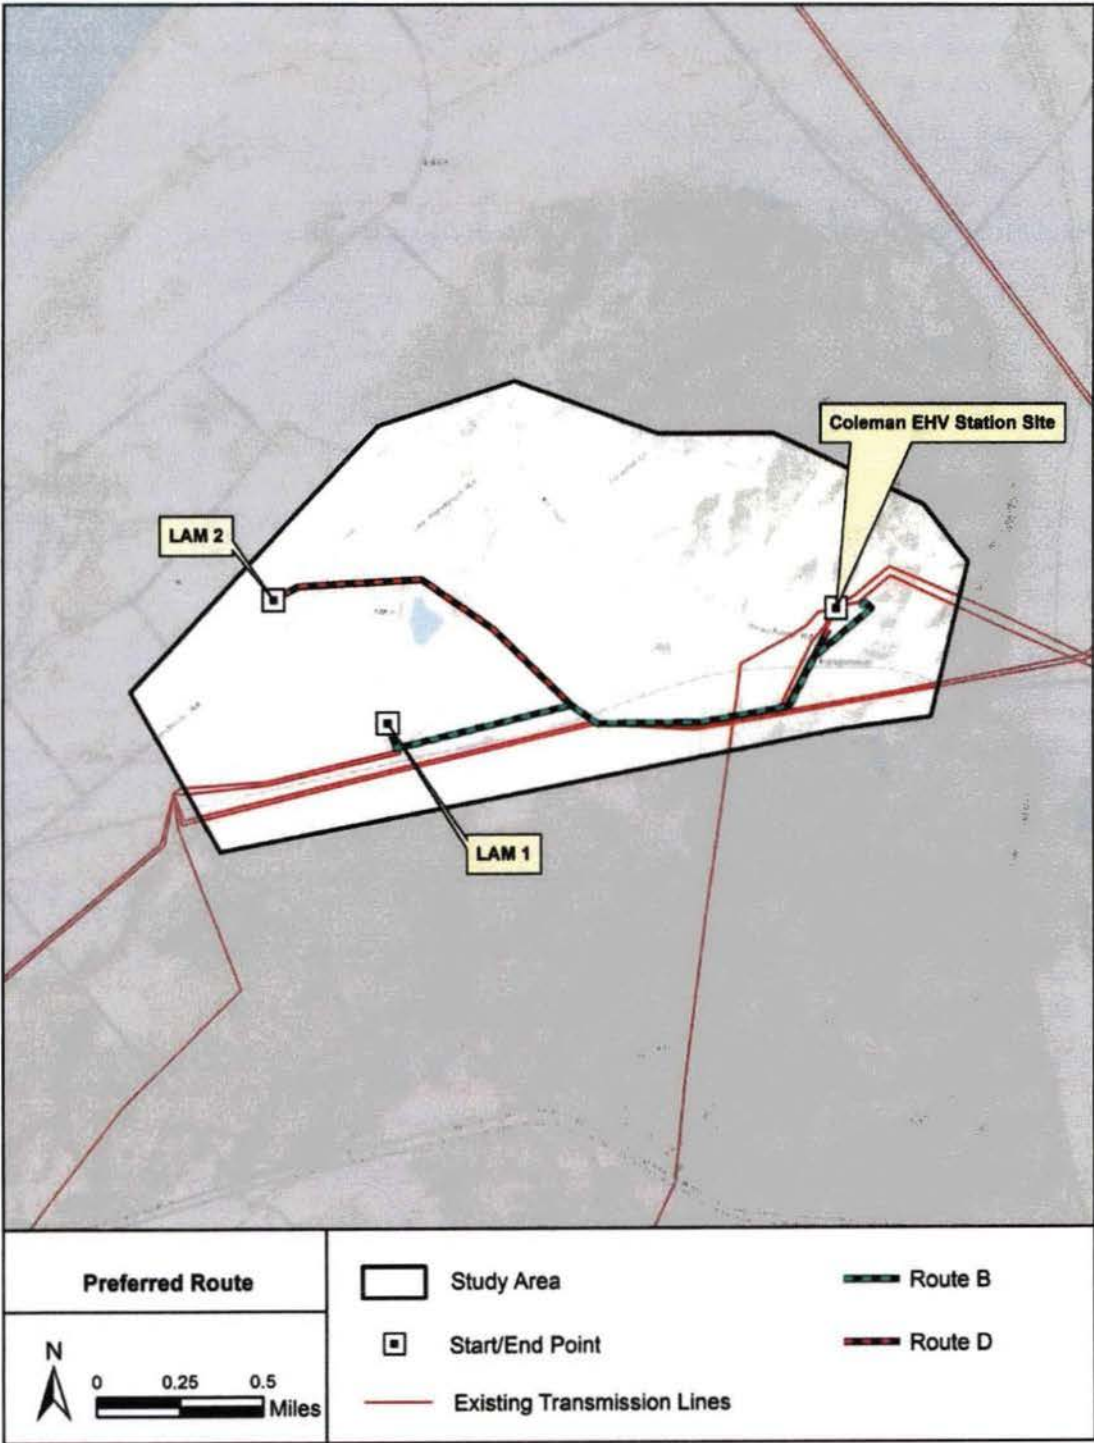 Coleman EHV Station Site
LAM 2
LAM 1
Preferred Route
N
0 0.25 0.5
Miles
Study Area
Start/End Point
Existing Transmission Lines
Route B
Route D